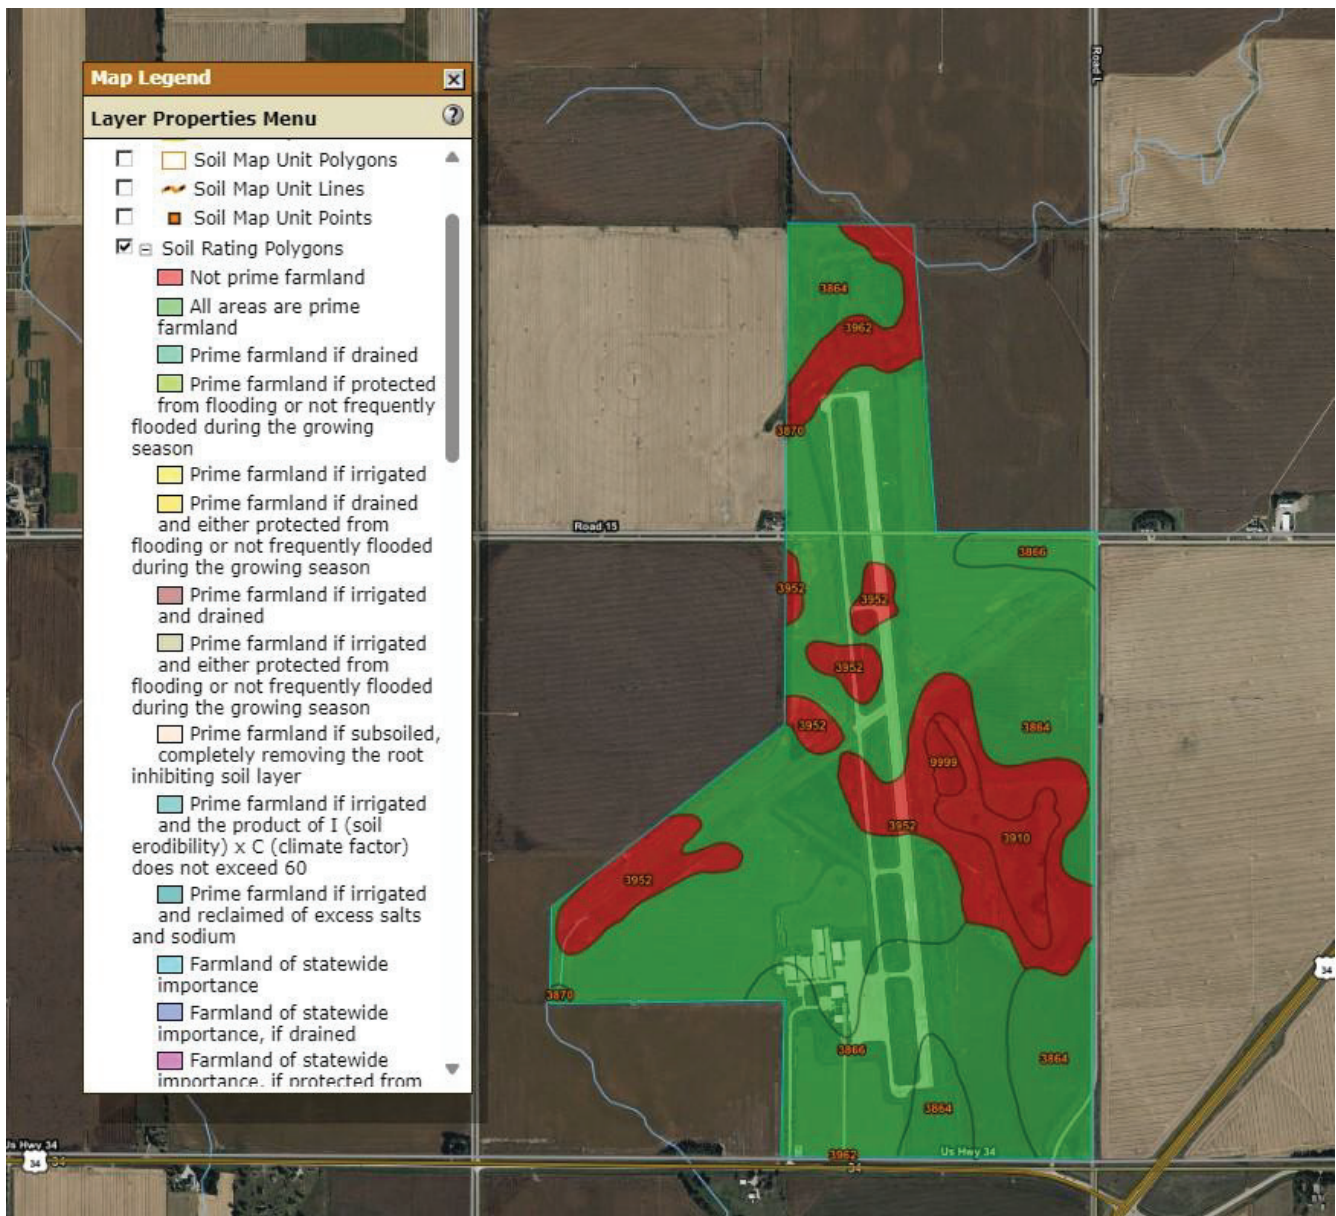 Map Legend
Layer Properties Menu
Soil Map Unit Polygons
Soil Map Unit Lines
Soil Map Unit Points
Soil Rating Polygons
Not prime farmland
All areas are prime
farmland
Prime farmland if drained
Prime farmland if protected
from flooding or not frequently
flooded during the growing
season
Prime farmland if irrigated
Prime farmland if drained
and either protected from
flooding or not frequently flooded
during the growing season
Prime farmland if irrigated
and drained
Prime farmland if irrigated
and either protected from
flooding or not frequently flooded
during the growing season
Prime farmland if subsoiled,
completely removing the root
inhibiting soil layer
Prime farmland if irrigated
and the product of I (soil
erodibility) x C (climate factor)
does not exceed 60
Prime farmland if irrigated
and reclaimed of excess salts
and sodium
Farmland of statewide
importance
Farmland of statewide
importance, if drained
Farmland of statewide
importance, if protected from
Road L
3864
3962
3870
Road 15
3866
3952
3952
3952
3952
3864
9999
3952
3910
3952
34
3870
3866
3864
3864
Us Hwy 34
3962
34
Us Hwy 34
34
34